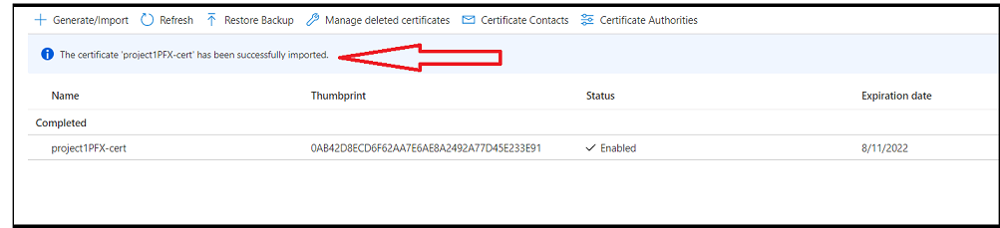 Generate/Import Refresh Restore Backup Manage deleted certificates Certificate Contacts Certificate Authorities
The certificate 'project1PFX-cert' has been successfully imported.
Name Thumbprint Status Expiration date
Completed
project1PFX-cert 0AB42D8ECD6F62AA7E6AE8A2492A77D45E233E91 Enabled 8/11/2022